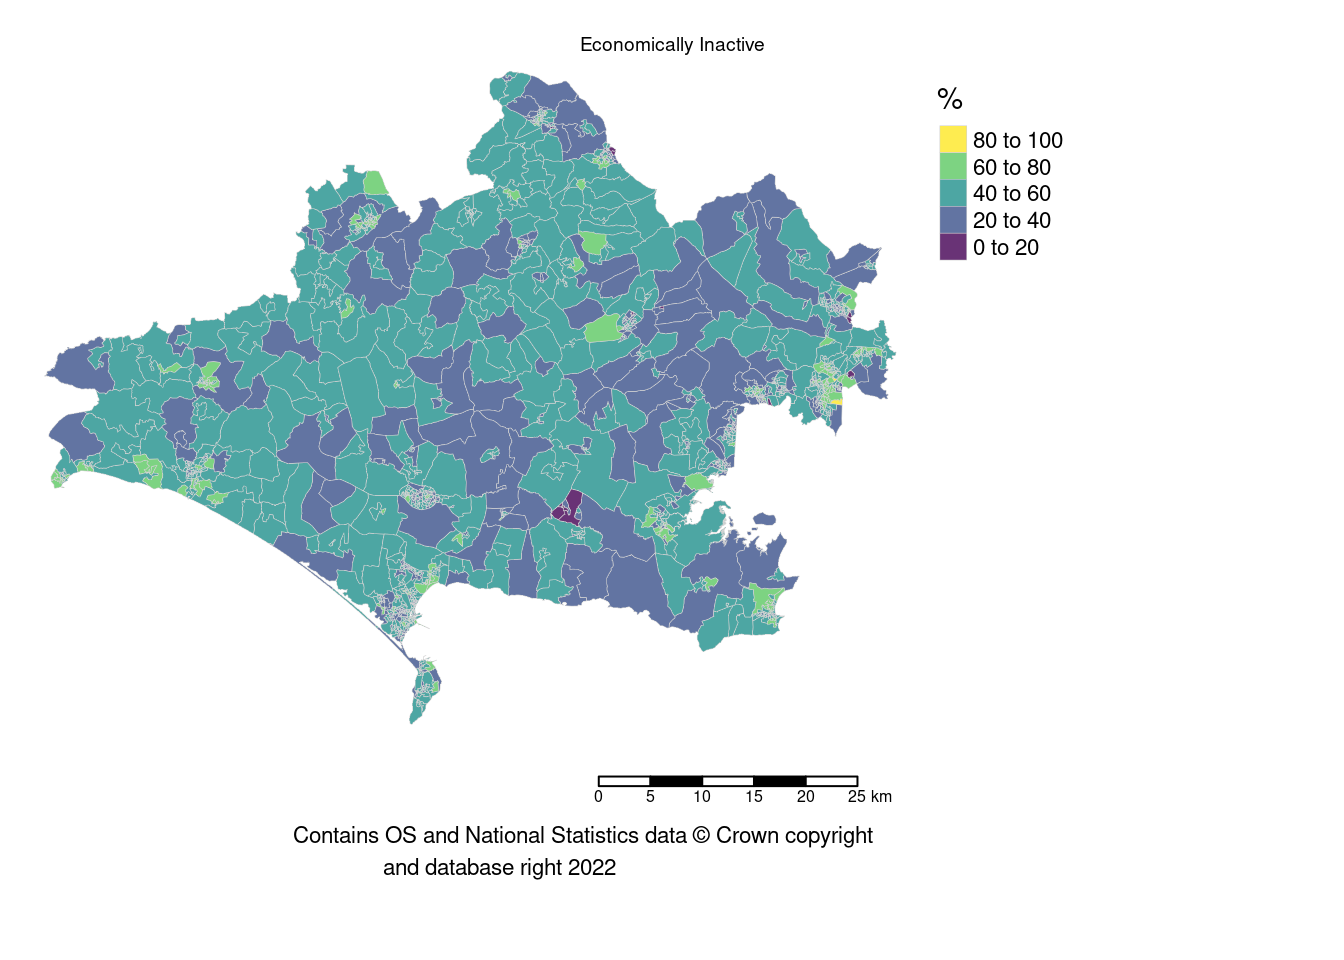 Economically Inactive
%
80 to 100
60 to 80
40 to 60
20 to 40
0 to 20
0 5 10 15 20 25 km
Contains OS and National Statistics data © Crown copyright
and database right 2022